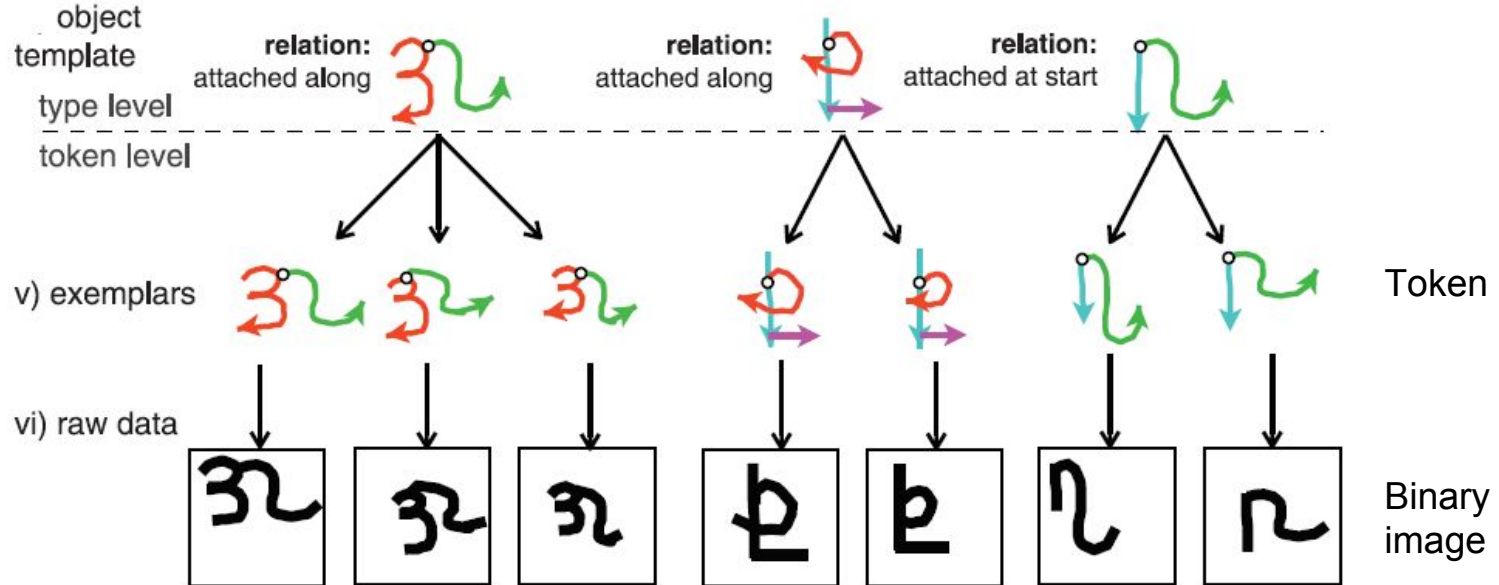 object
template
relation:
attached along
relation:
attached along
relation:
attached at start
type level
token level
v) exemplars
Token
vi) raw data
Binary
image